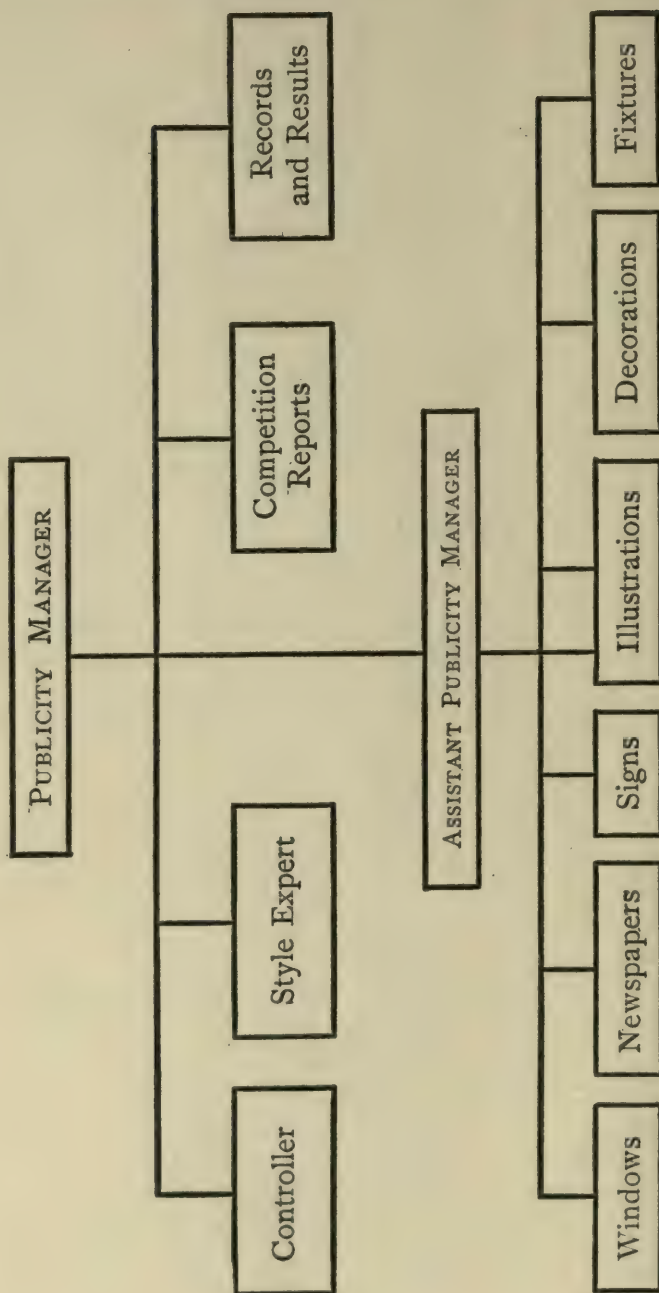 PUBLICITY MANAGER
Controller
Style Expert
Competition
Reports
Records
and Results
ASSISTANT PUBLICITY MANAGER
Windows
Newspapers
Signs
Illustrations
Decorations
Fixtures